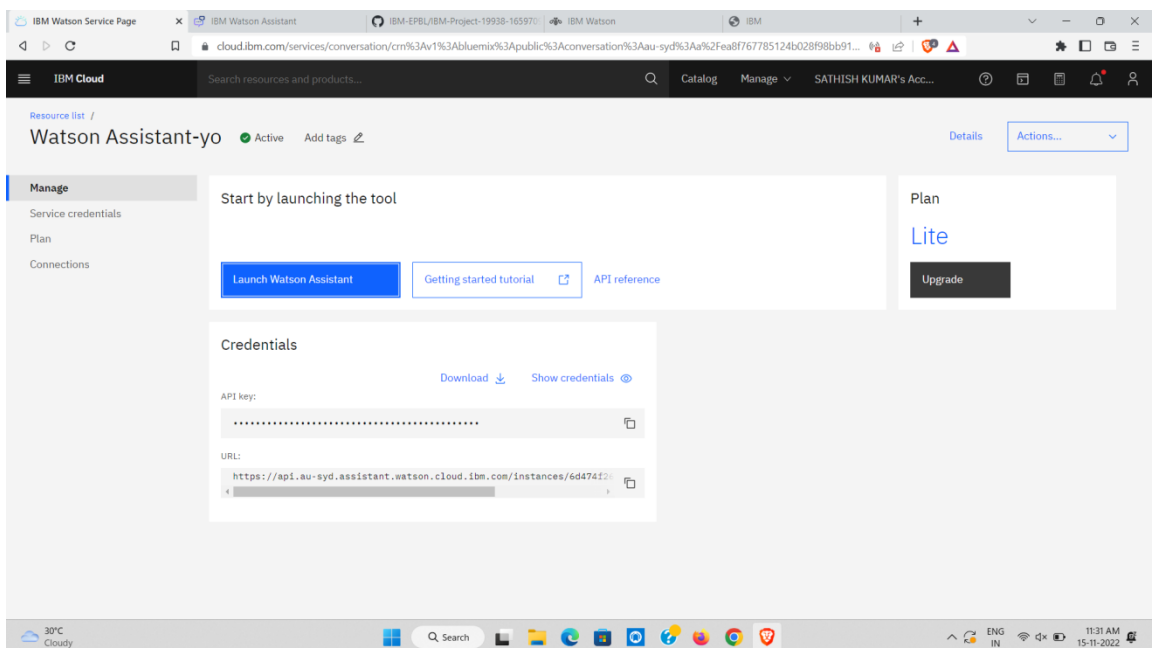 IBM Watson Service Page
IBM Watson Assistant
IBM-EPBL/IBM-Project-19938-165970
IBM Watson
IBM
cloud.ibm.com/services/conversation/crn%3Av1%3Abluemix%3Apublic%3Aconversation%3Aau-syd%3Aa%2Fea8f767785124b028f98bb91...
IBM Cloud
Search resources and products...
Catalog
Manage
SATHISH KUMAR's Acc...
Resource list /
Watson Assistant-yo
Active
Add tags
Details
Actions...
Manage
Service credentials
Plan
Connections
Start by launching the tool
Launch Watson Assistant
Getting started tutorial
API reference
Plan
Lite
Upgrade
Credentials
Download
Show credentials
API key:
URL:
https://api.au-syd.assistant.watson.cloud.ibm.com/instances/6d474f2
30°C
Cloudy
Search
ENG
IN
11:31 AM
15-11-2022